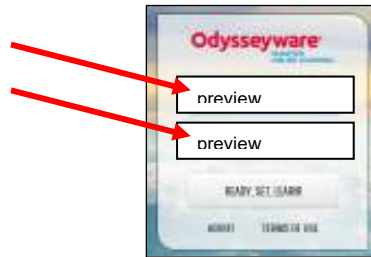 Odysseyware
preview
preview
READY, SET, LEARN!
ABOUT TERMS OF USE